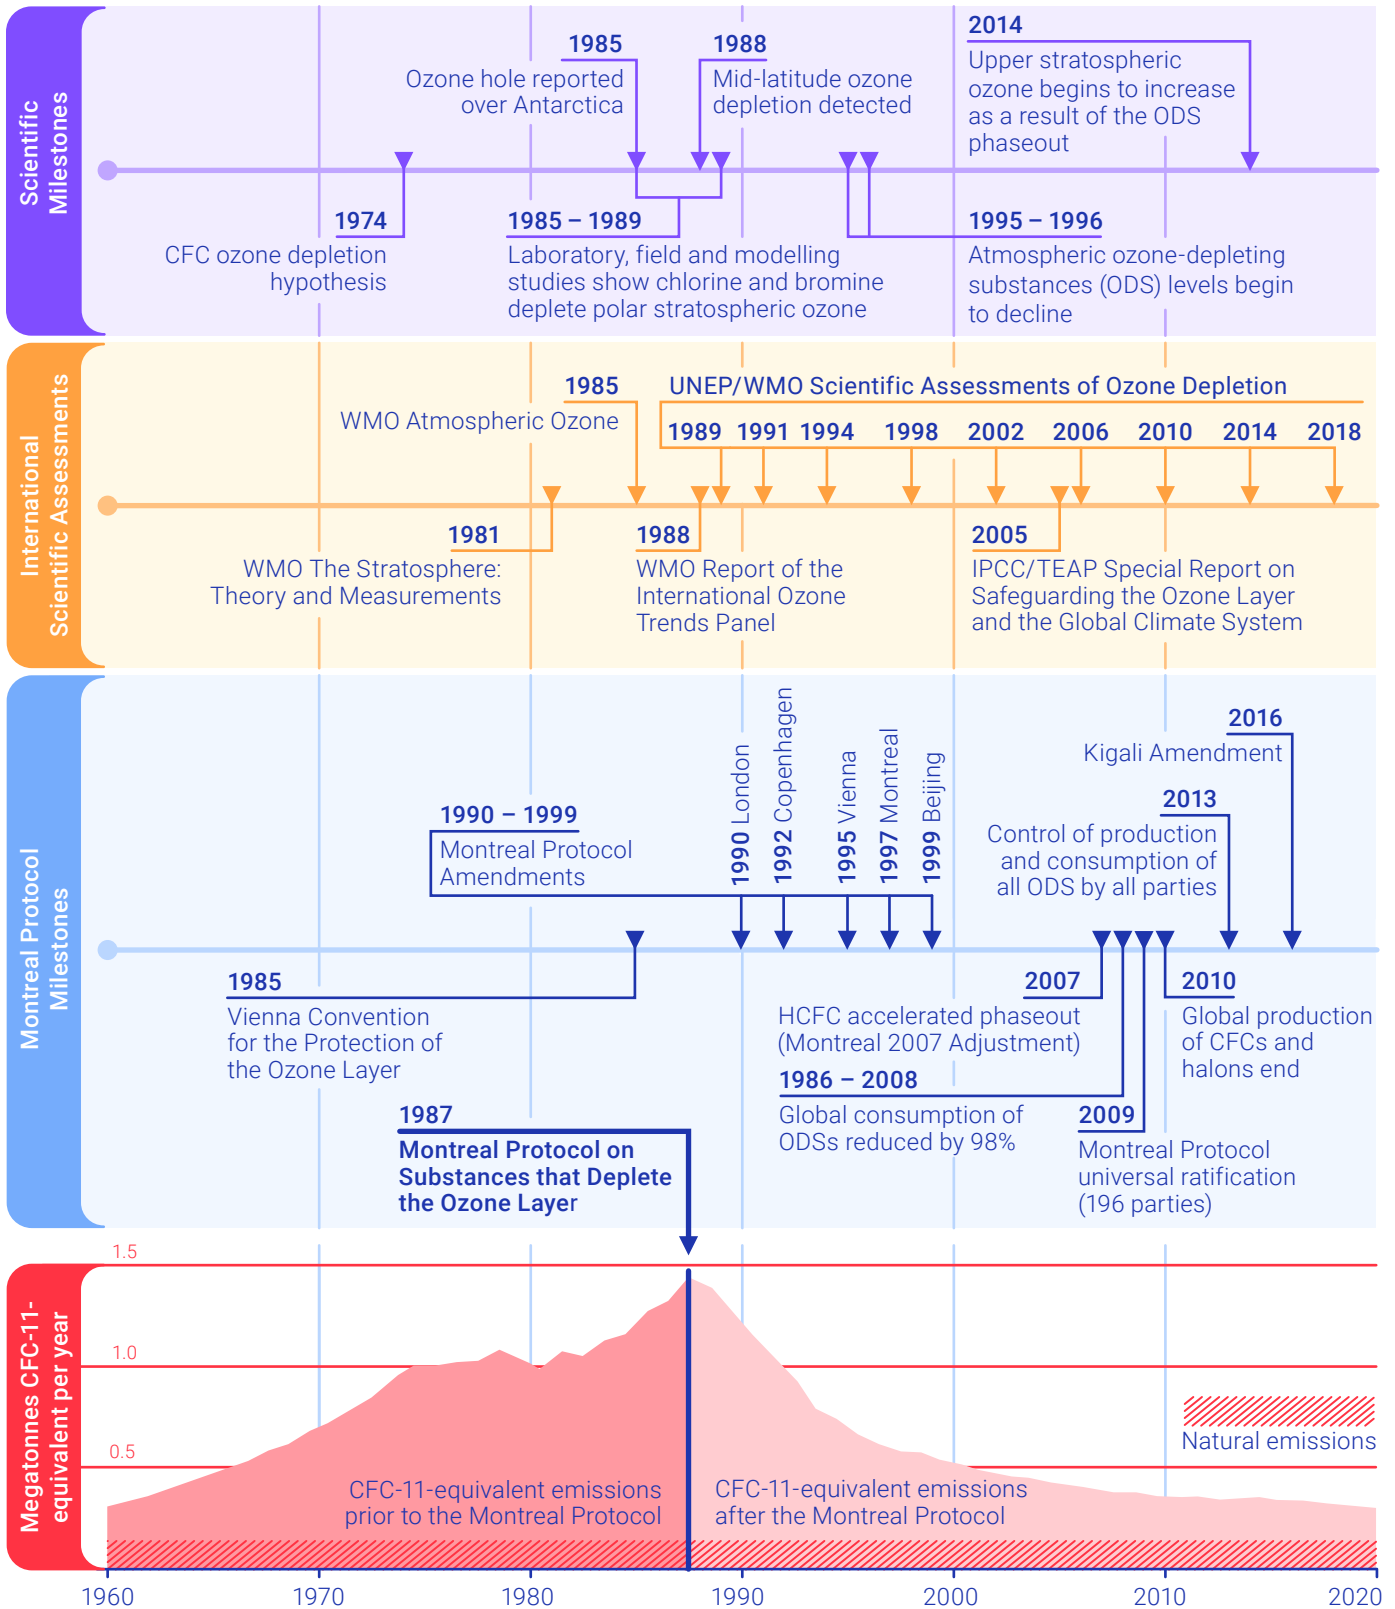 Scientific
Milestones
1985
Ozone hole reported
over Antarctica
1988
Mid-latitude ozone
depletion detected
2014
Upper stratospheric
ozone begins to increase
as a result of the ODS
phaseout
1974
CFC ozone depletion
hypothesis
1985 – 1989
Laboratory, field and modelling
studies show chlorine and bromine
deplete polar stratospheric ozone
1995 – 1996
Atmospheric ozone-depleting
substances (ODS) levels begin
to decline
International
Scientific Assessments
1985
WMO Atmospheric Ozone
UNEP/WMO Scientific Assessments of Ozone Depletion
1989 1991 1994 1998 2002 2006 2010 2014 2018
1981
WMO The Stratosphere:
Theory and Measurements
1988
WMO Report of the
International Ozone
Trends Panel
2005
IPCC/TEAP Special Report on
Safeguarding the Ozone Layer
and the Global Climate System
Montreal Protocol
Milestones
1990 – 1999
Montreal Protocol
Amendments
1990 London
1992 Copenhagen
1995 Vienna
1997 Montreal
1999 Beijing
2016
Kigali Amendment
2013
Control of production
and consumption of
all ODS by all parties
1985
Vienna Convention
for the Protection of
the Ozone Layer
2007
HCFC accelerated phaseout
(Montreal 2007 Adjustment)
2010
Global production
of CFCs and
halons end
1986 – 2008
Global consumption of
ODSs reduced by 98%
2009
Montreal Protocol
universal ratification
(196 parties)
1987
Montreal Protocol on
Substances that Deplete
the Ozone Layer
Megatonnes CFC-11-
equivalent per year
1.5
1.0
0.5
Natural emissions
CFC-11-equivalent emissions
prior to the Montreal Protocol
CFC-11-equivalent emissions
after the Montreal Protocol
1960 1970 1980 1990 2000 2010 2020